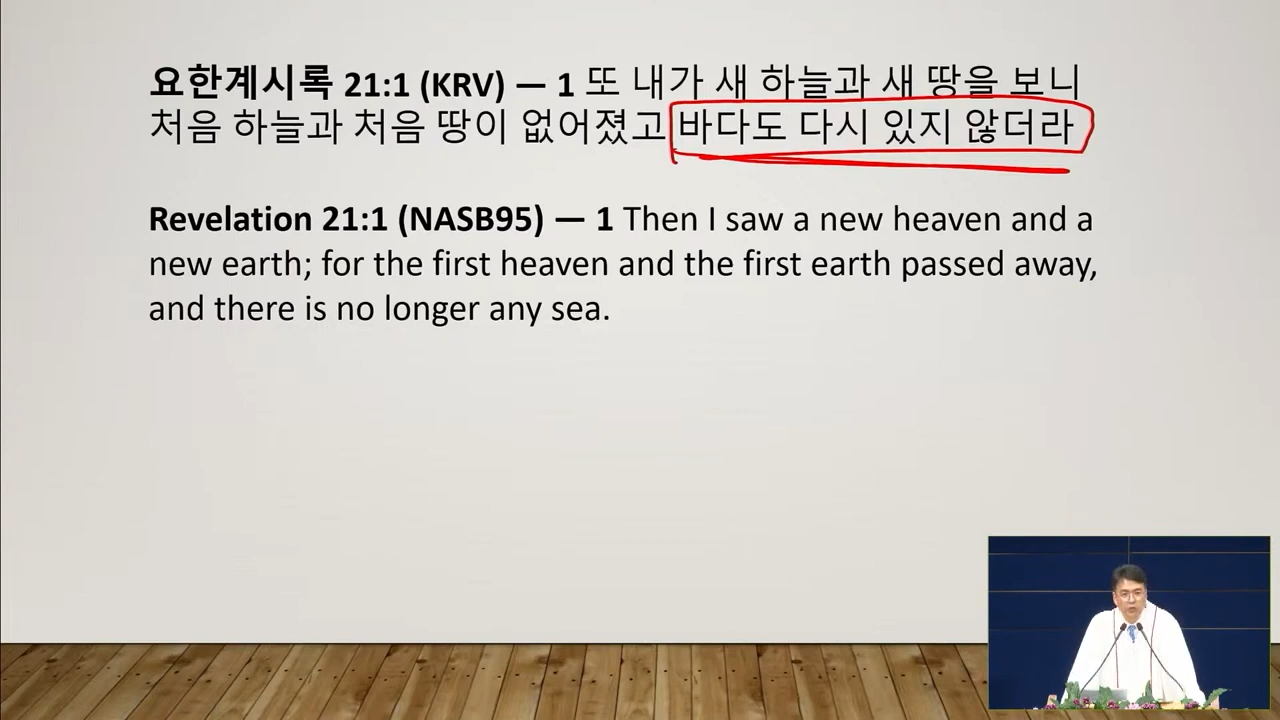 요한계시록 21:1 (KRV) — 1 또 내가 새 하늘과 새 땅을 보니
처음 하늘과 처음 땅이 없어졌고 바다도 다시 있지 않더라
Revelation 21:1 (NASB95) — 1 Then I saw a new heaven and a
new earth; for the first heaven and the first earth passed away,
and there is no longer any sea.